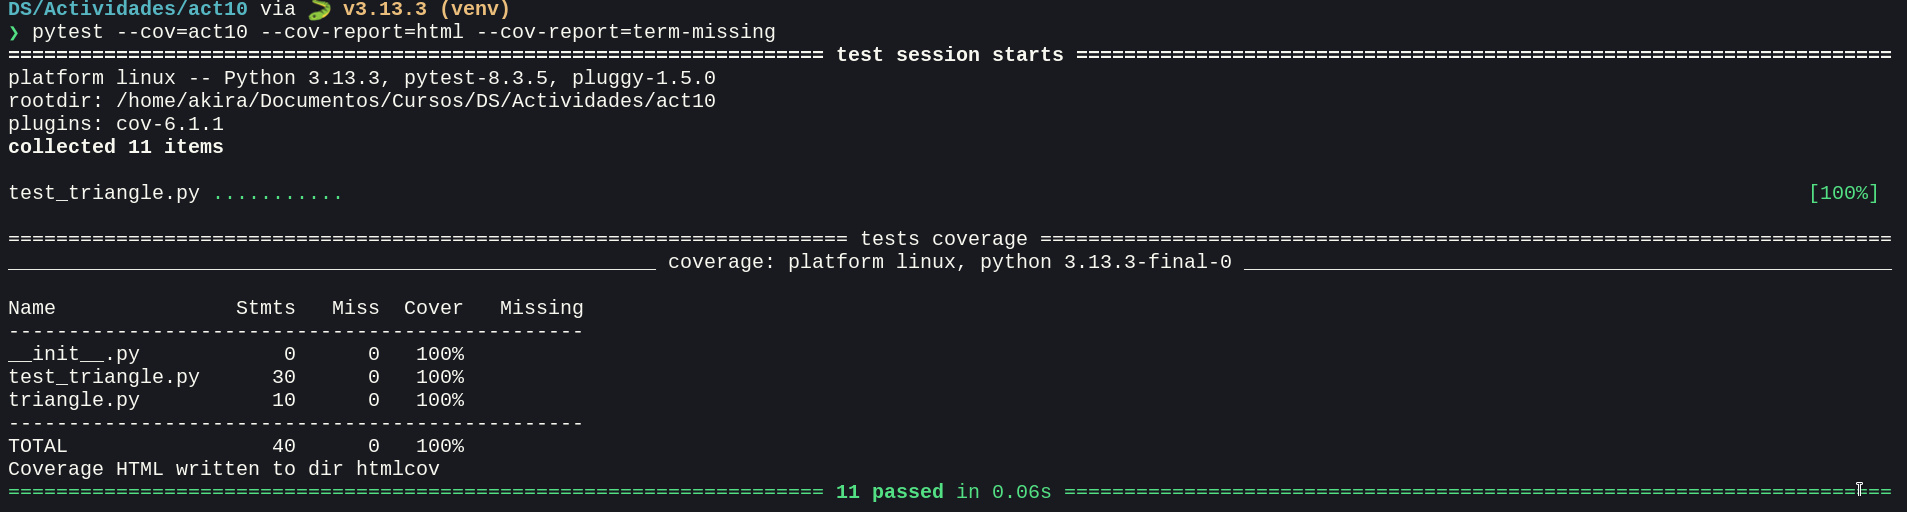 DS/Actividades/act10 via 🐍 v3.13.3 (venv)
❯ pytest --cov=act10 --cov-report=html --cov-report=term-missing
==================================================================== test session starts ====================================================================
platform linux -- Python 3.13.3, pytest-8.3.5, pluggy-1.5.0
rootdir: /home/akira/Documentos/Cursos/DS/Actividades/act10
plugins: cov-6.1.1
collected 11 items
test_triangle.py ........... [100%]
====================================================================== tests coverage =======================================================================
______________________________________________________ coverage: platform linux, python 3.13.3-final-0 ______________________________________________________
Name               Stmts   Miss  Cover   Missing
------------------------------------------------
__init__.py            0      0   100%
test_triangle.py      30      0   100%
triangle.py           10      0   100%
------------------------------------------------
TOTAL                 40      0   100%
Coverage HTML written to dir htmlcov
==================================================================== 11 passed in 0.06s =====================================================================